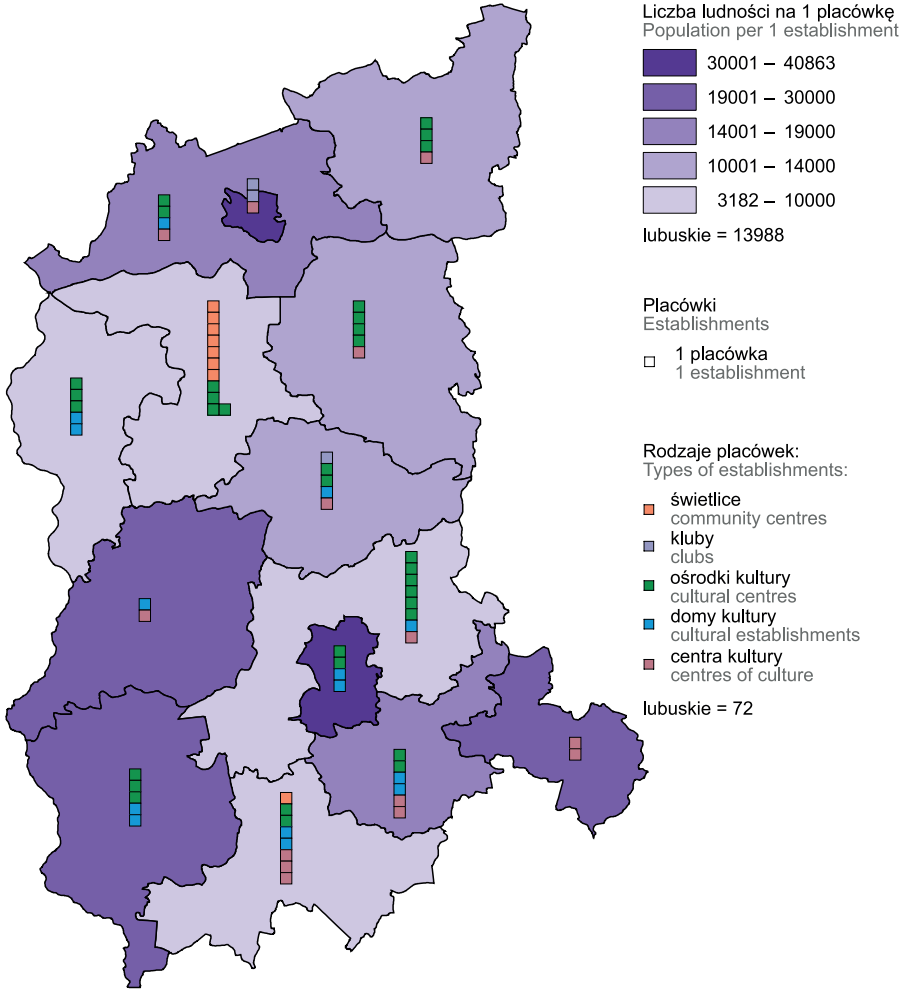 Liczba ludności na 1 placówkę
Population per 1 establishment
30001 – 40863
19001 – 30000
14001 – 19000
10001 – 14000
3182 – 10000
lubuskie = 13988
Placówki
Establishments
1 placówka
1 establishment
Rodzaje placówek:
Types of establishments:
świetlice
community centres
kluby
clubs
ośrodki kultury
cultural centres
domy kultury
cultural establishments
centra kultury
centres of culture
lubuskie = 72